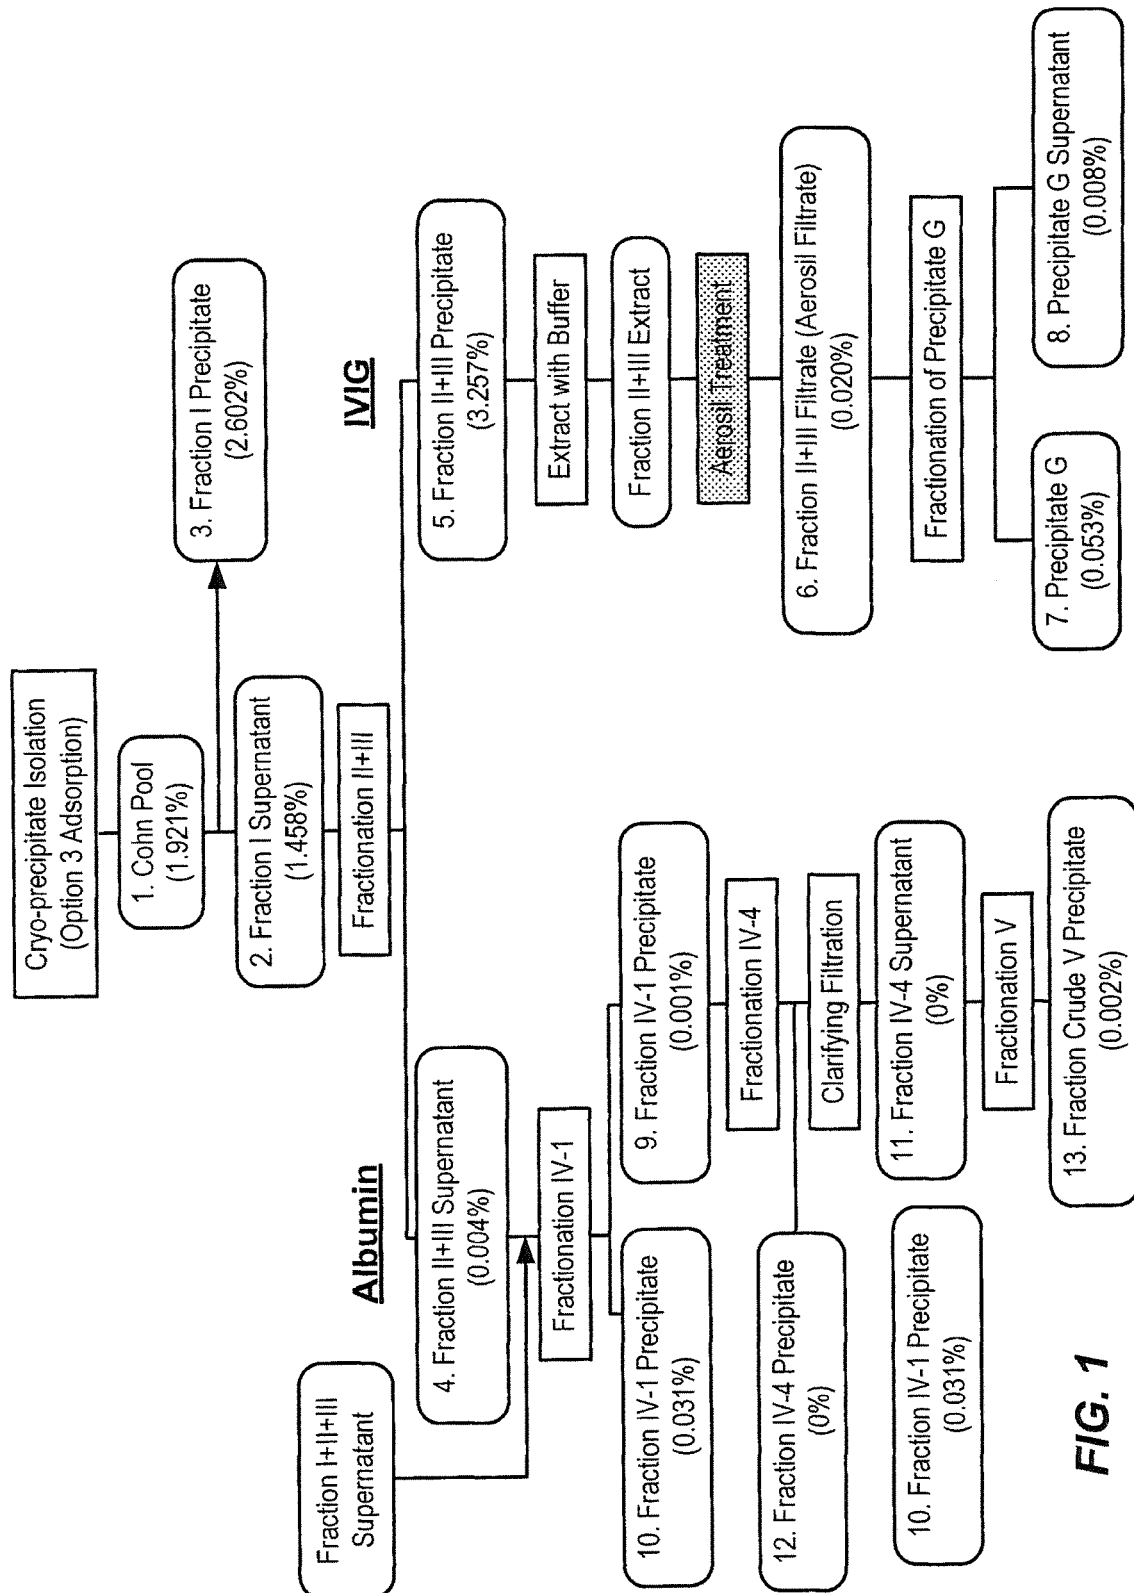 Cryo-precipitate Isolation
(Option 3 Adsorption)
1. Cohn Pool
(1.921%)
3. Fraction I Precipitate
(2.602%)
2. Fraction I Supernatant
(1.458%)
Fractionation II+III
Albumin
IVIG
Fraction I+II+III
Supernatant
4. Fraction II+III Supernatant
(0.004%)
Fractionation IV-1
10. Fraction IV-1 Precipitate
(0.031%)
9. Fraction IV-1 Precipitate
(0.001%)
Fractionation IV-4
12. Fraction IV-4 Precipitate
(0%)
Clarifying Filtration
11. Fraction IV-4 Supernatant
(0%)
10. Fraction IV-1 Precipitate
(0.031%)
Fractionation V
13. Fraction Crude V Precipitate
(0.002%)
5. Fraction II+III Precipitate
(3.257%)
Extract with Buffer
Fraction II+III Extract
Aerosil Treatment
6. Fraction II+III Filtrate (Aerosil Filtrate)
(0.020%)
Fractionation of Precipitate G
7. Precipitate G
(0.053%)
8. Precipitate G Supernatant
(0.008%)
FIG. 1